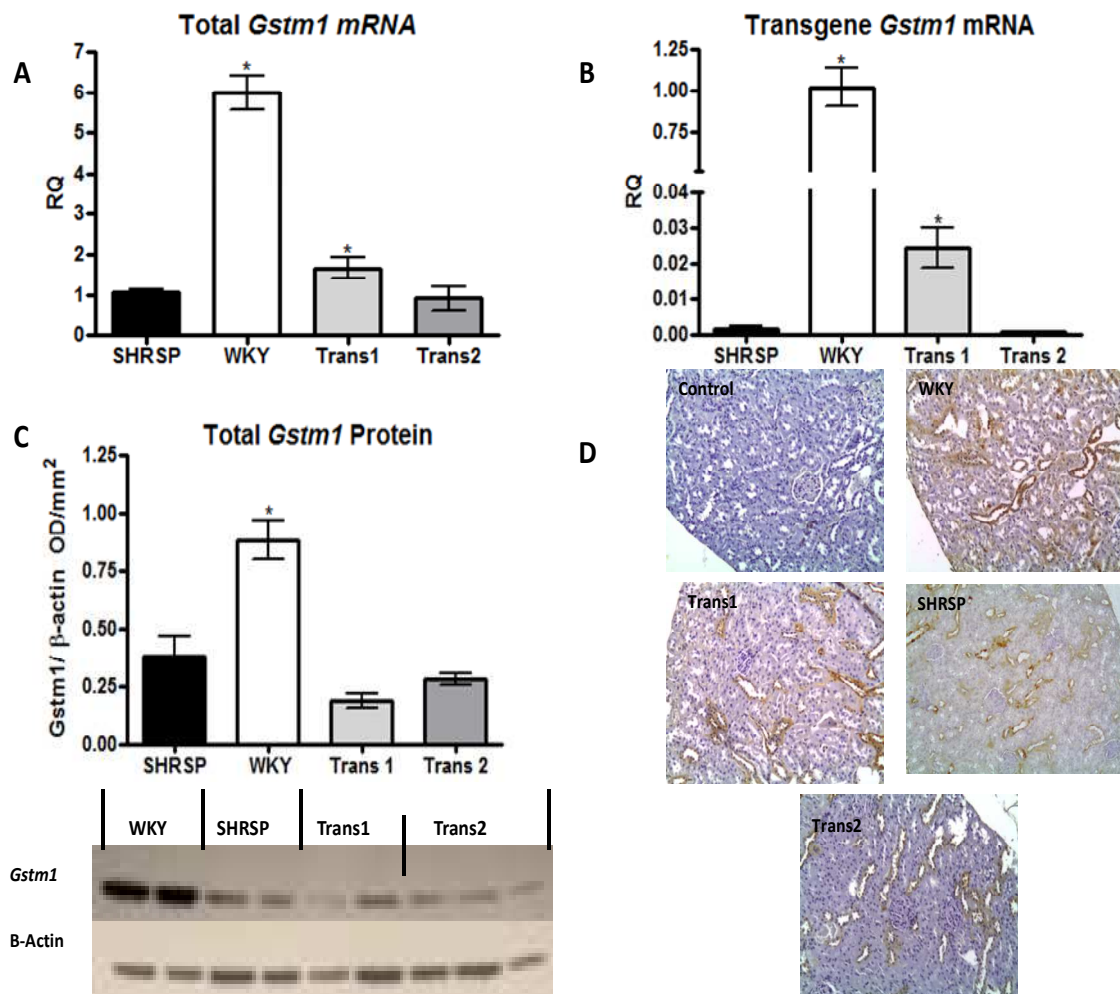 A
Total Gstm1 mRNA
RQ
7
6
5
4
3
2
1
0
*
*
SHRSP WKY Trans1 Trans2
B
Transgene Gstm1 mRNA
RQ
1.25
1.00
0.75
0.04
0.03
0.02
0.01
0.00
*
*
SHRSP WKY Trans 1 Trans 2
C
Total Gstm1 Protein
Gstm1/ β-actin OD/mm²
1.25
1.00
0.75
0.50
0.25
0.00
*
SHRSP WKY Trans 1 Trans 2
WKY SHRSP Trans1 Trans2
Gstm1
B-Actin
D
Control
WKY
Trans1
SHRSP
Trans2